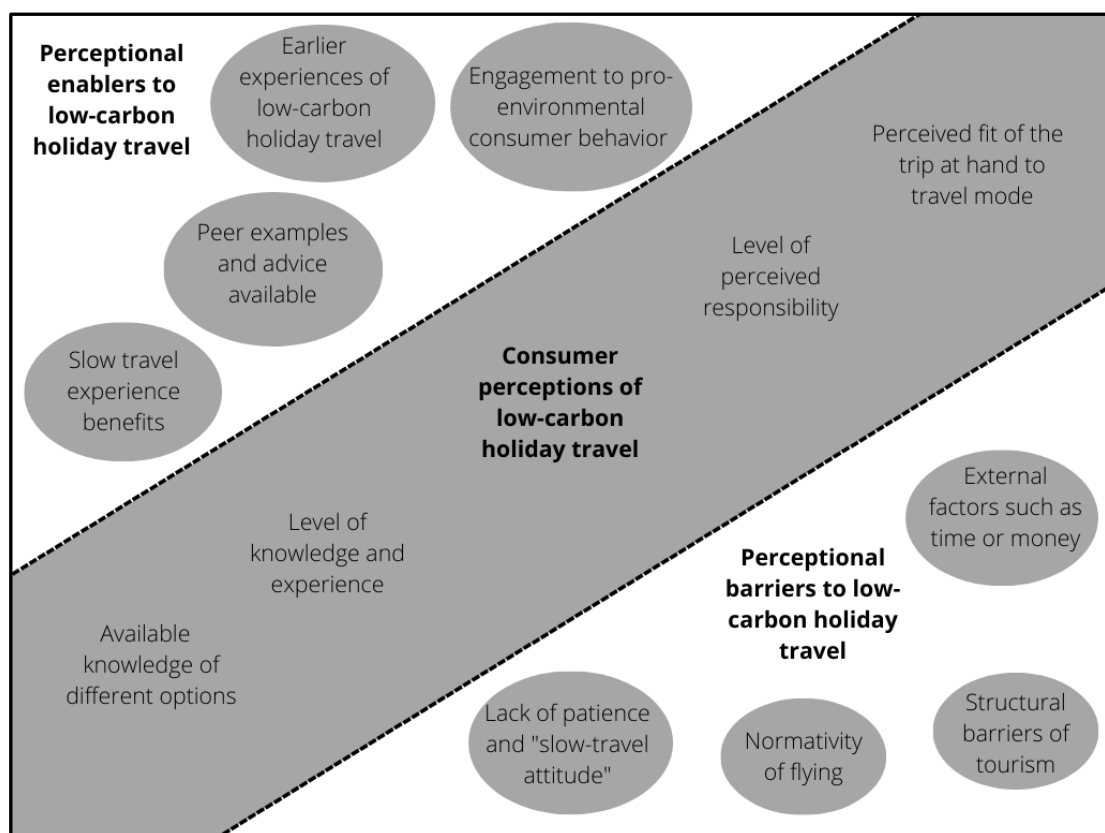 Perceptional
enablers to
low-carbon
holiday travel
Earlier
experiences of
low-carbon
holiday travel
Engagement to pro-
environmental
consumer behavior
Peer examples
and advice
available
Slow travel
experience
benefits
Perceived fit of the
trip at hand to
travel mode
Level of
perceived
responsibility
Consumer
perceptions of
low-carbon
holiday travel
Level of
knowledge and
experience
Available
knowledge of
different options
Perceptional
barriers to low-
carbon holiday
travel
External
factors such as
time or money
Lack of patience
and "slow-travel
attitude"
Normativity
of flying
Structural
barriers of
tourism